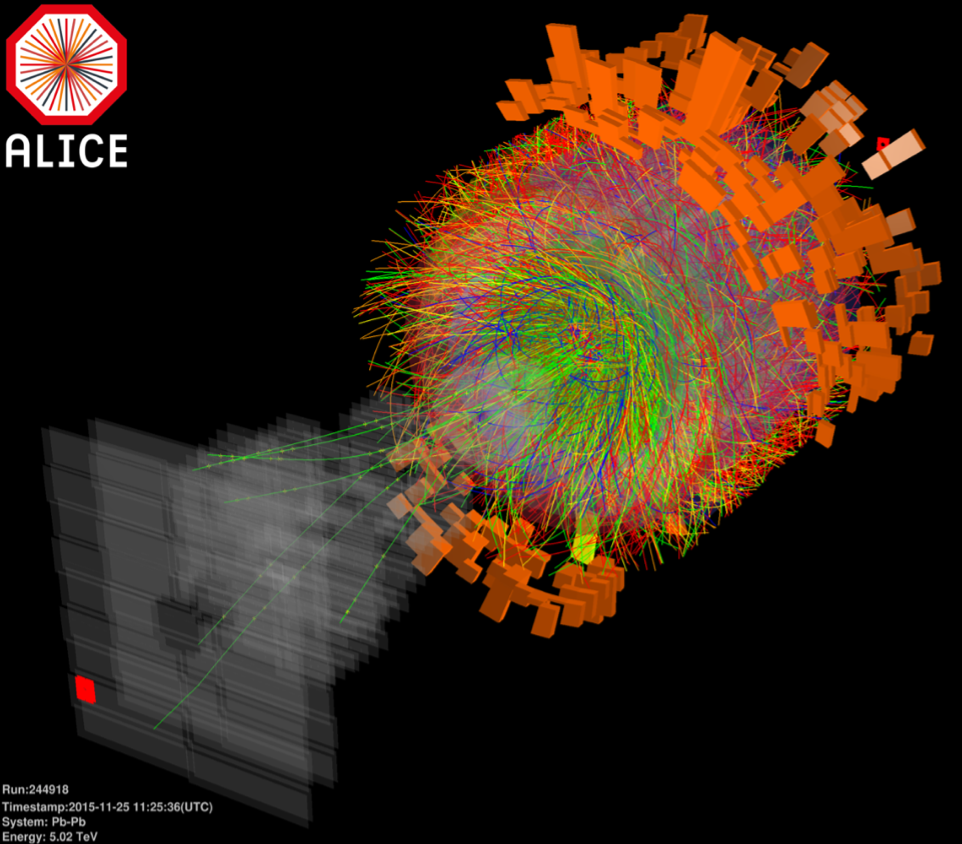 ALICE
Run:244918
Timestamp:2015-11-25 11:25:36(UTC)
System: Pb-Pb
Energy: 5.02 TeV